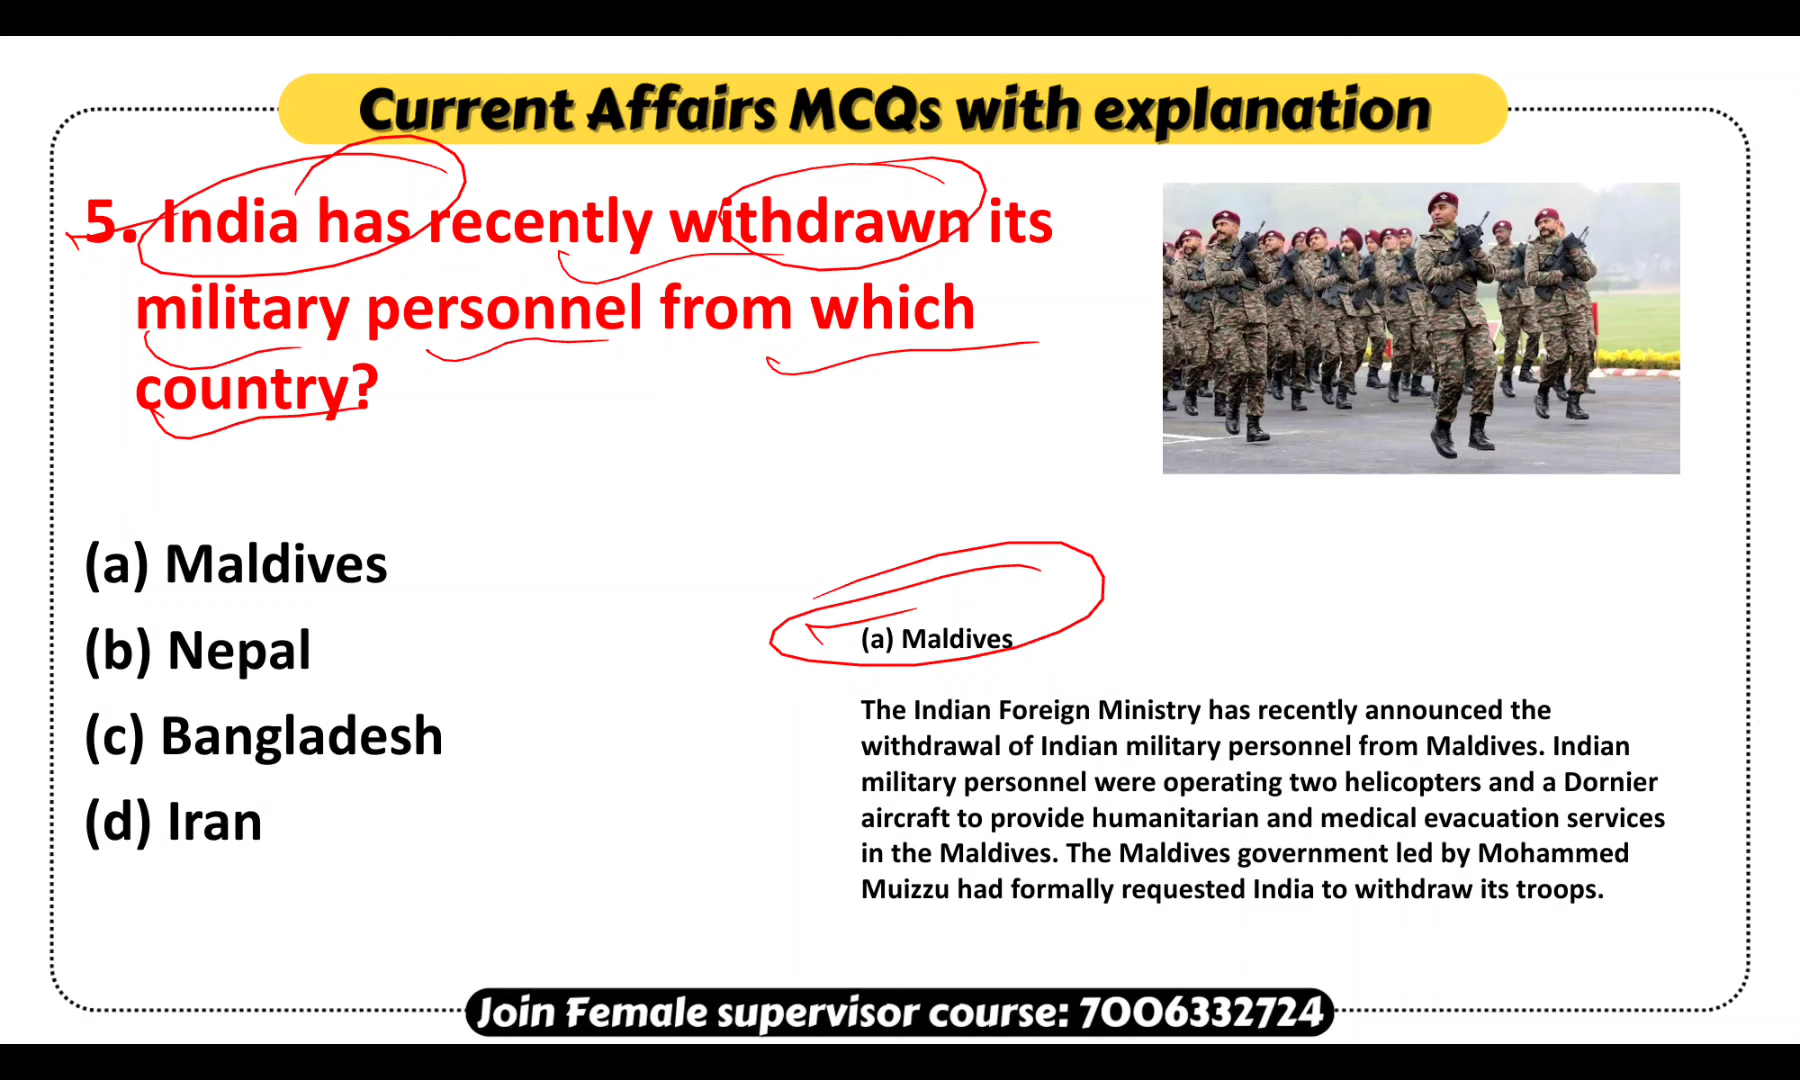 Current Affairs MCQs with explanation
5. India has recently withdrawn its
military personnel from which
country?
(a) Maldives
(b) Nepal
(c) Bangladesh
(d) Iran
(a) Maldives
The Indian Foreign Ministry has recently announced the
withdrawal of Indian military personnel from Maldives. Indian
military personnel were operating two helicopters and a Dornier
aircraft to provide humanitarian and medical evacuation services
in the Maldives. The Maldives government led by Mohammed
Muizzu had formally requested India to withdraw its troops.
Join Female supervisor course: 7006332724